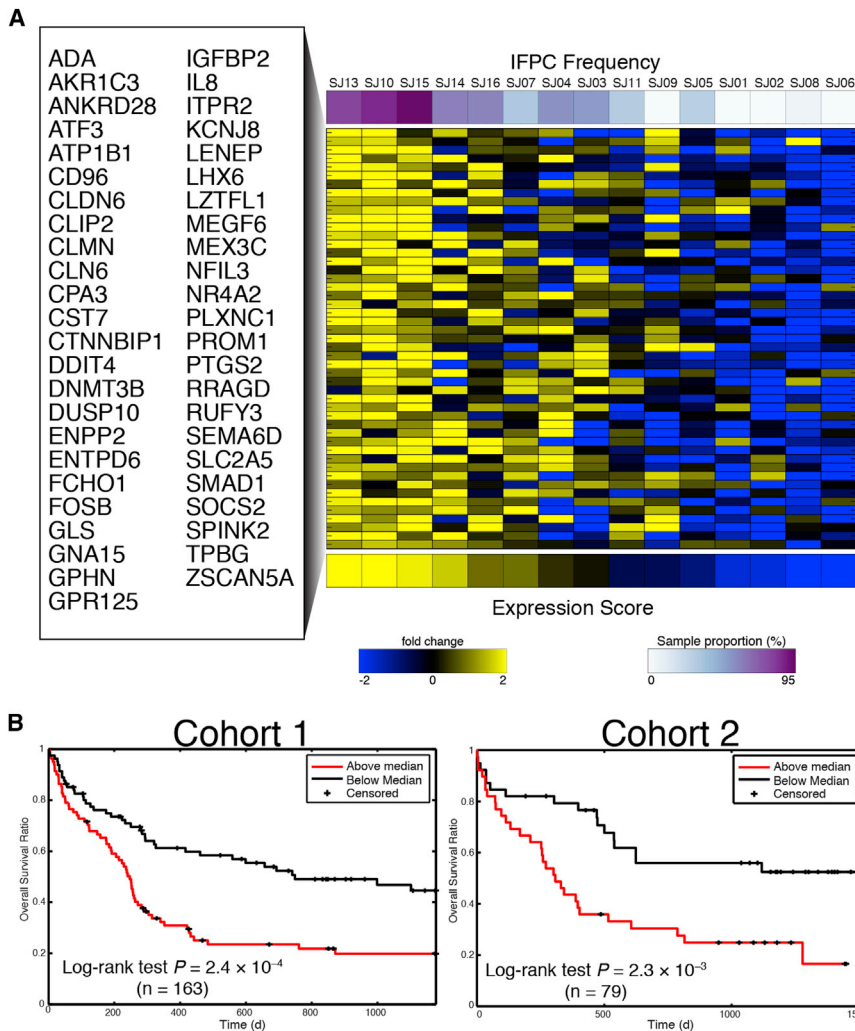 A
IFPC Frequency
SJ13 SJ10 SJ15 SJ14 SJ16 SJ07 SJ04 SJ03 SJ11 SJ09 SJ05 SJ01 SJ02 SJ08 SJ06
ADA IGFBP2
AKR1C3 IL8
ANKRD28 ITPR2
ATF3 KCNJ8
ATP1B1 LENEP
CD96 LHX6
CLDN6 LZTFL1
CLIP2 MEGF6
CLMN MEX3C
CLN6 NFIL3
CPA3 NR4A2
CST7 PLXNC1
CTNNBIP1 PROM1
DDIT4 PTGS2
DNMT3B RRAGD
DUSP10 RUFY3
ENPP2 SEMA6D
ENTPD6 SLC2A5
FCHO1 SMAD1
FOSB SOCS2
GLS SPINK2
GNA15 TPBG
GPHN ZSCAN5A
GPR125
Expression Score
fold change
-2 0 2
Sample proportion (%)
0 95
B
Cohort 1
Above median
Below Median
Censored
Overall Survival Ratio
1
0.8
0.6
0.4
0.2
0
Log-rank test P = 2.4 × 10⁻⁴
(n = 163)
0 200 400 600 800 1000
Time (d)
Cohort 2
Above median
Below Median
Censored
Overall Survival Ratio
1
0.8
0.6
0.4
0.2
0
Log-rank test P = 2.3 × 10⁻³
(n = 79)
0 500 1000
Time (d)